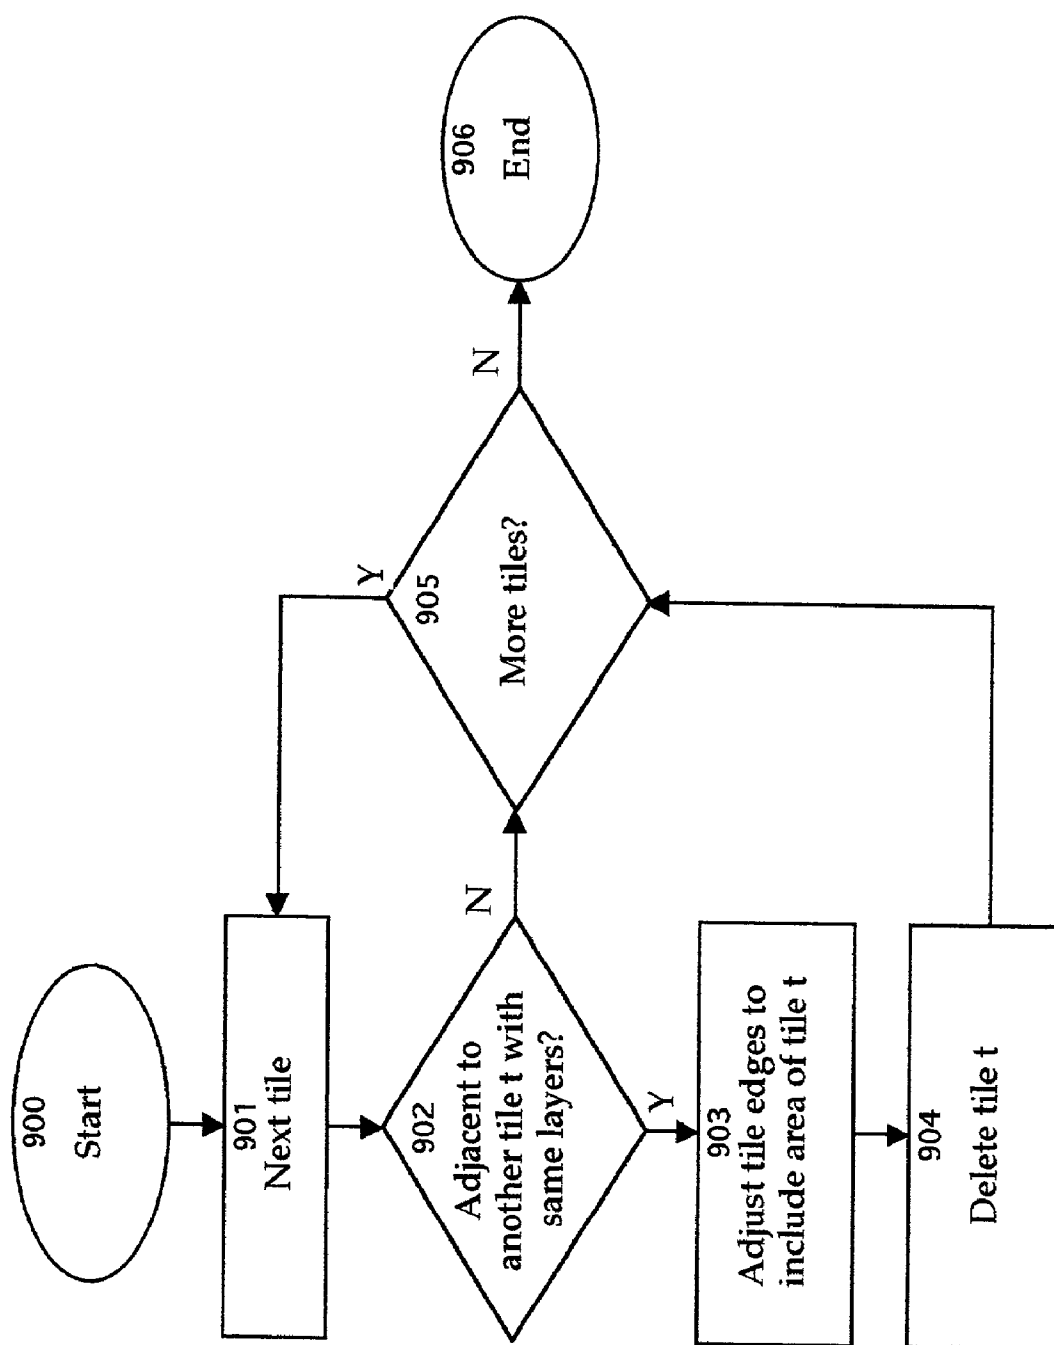 900
Start
901
Next tile
902
Adjacent to
another tile t with
same layers?
N
Y
903
Adjust tile edges to
include area of tile t
904
Delete tile t
905
More tiles?
Y
N
906
End